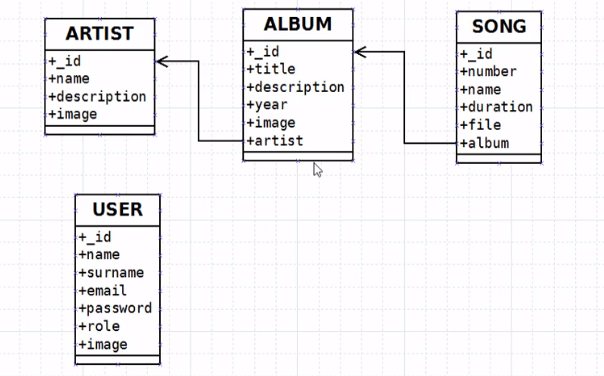 ARTIST
+_id
+name
+description
+image
ALBUM
+_id
+title
+description
+year
+image
+artist
SONG
+_id
+number
+name
+duration
+file
+album
USER
+_id
+name
+surname
+email
+password
+role
+image